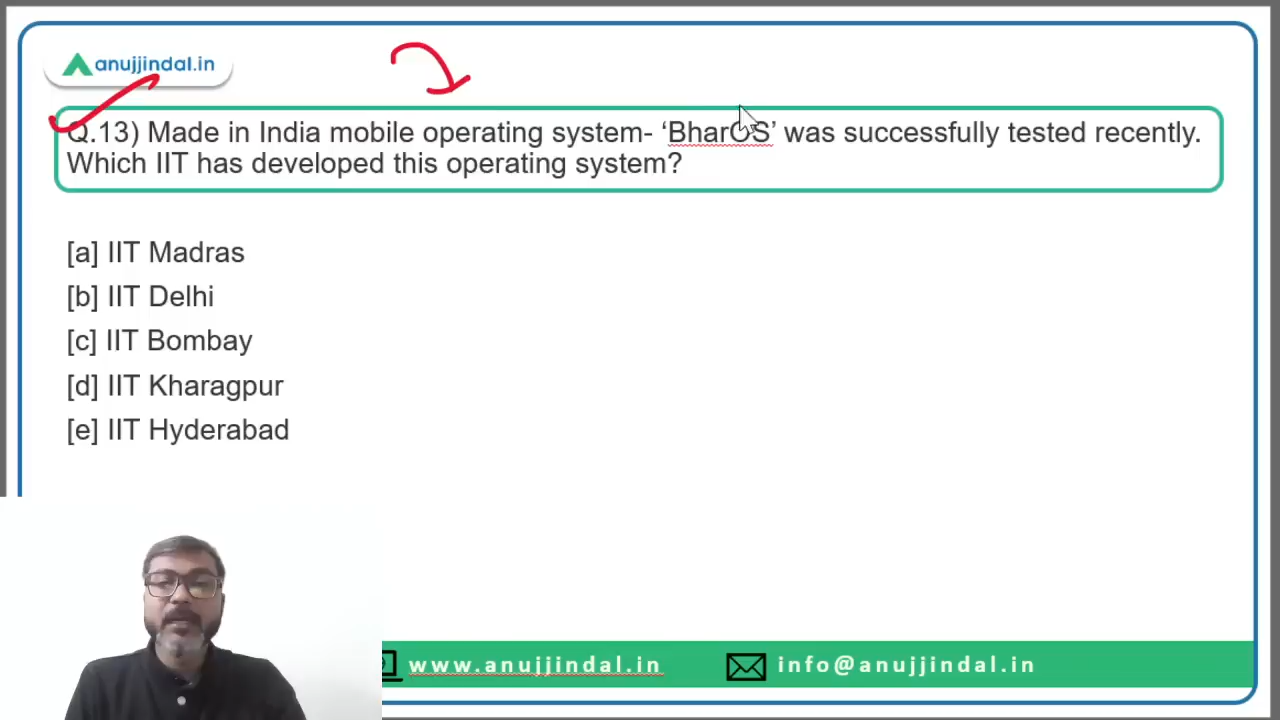 anujjindal.in
Q.13) Made in India mobile operating system- ‘BharOS’ was successfully tested recently.
Which IIT has developed this operating system?
[a] IIT Madras
[b] IIT Delhi
[c] IIT Bombay
[d] IIT Kharagpur
[e] IIT Hyderabad
www.anujjindal.in
info@anujjindal.in